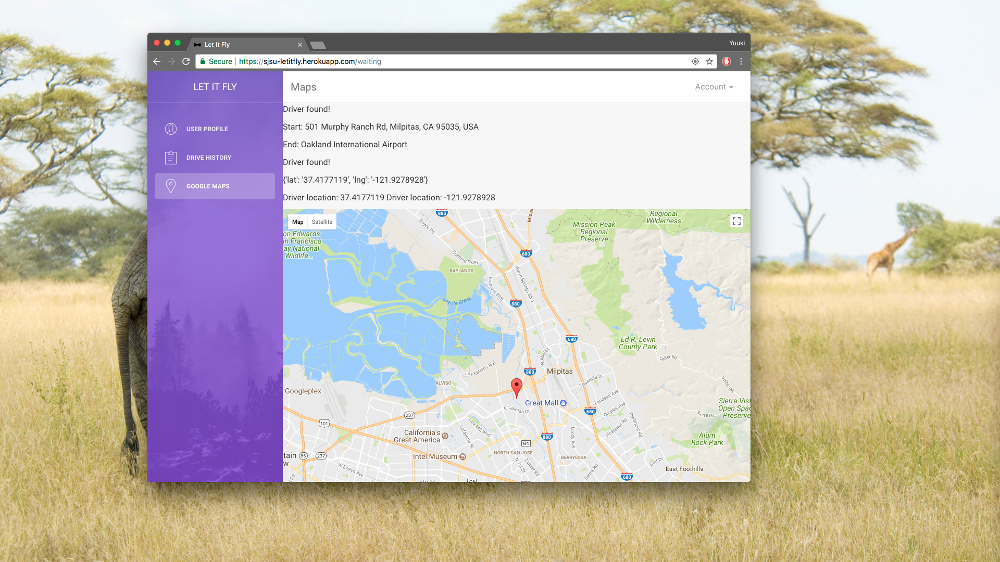 Let It Fly
Yuuki
Secure
https://sjsu-letitfly.herokuapp.com/waiting
LET IT FLY
USER PROFILE
DRIVE HISTORY
GOOGLE MAPS
Maps
Account
Driver found!
Start: 501 Murphy Ranch Rd, Milpitas, CA 95035, USA
End: Oakland International Airport
Driver found!
{'lat': '37.4177119', 'lng': '-121.9278928'}
Driver location: 37.4177119 Driver location: -121.9278928
Map Satellite
on Edwards
an Francisco
ay National
Wildlife...
880
Missi
Boyce Rd
Mission Peak
Regional
Preserve
Regional
Wilderness
680
Cushing Pkwy
BAYLANDS
Warm Springs Blvd
Fremont Blvd
Coyote Creek
880
680
Ed R. Levin
County Park
Felter Rd
N Abel St
Los Esteros Rd
880
Milpitas
Yosemite Dr
ALVISO
Felter Rd
Googleplex
Great Mall
Landess Ave
E Tasman Dr
Sierra Vist
Open Spac
Preserve
Sierra Rd
237
680
Cropley Ave
Piedmont Rd
101
Lick Mill Blvd
Lafayette St
California's
Great America
Hostetter Rd
Lundy Ave
880
G4
Alum
Rock Park
Intel Museum
NORTH SAN JOSE
BERRYESSA
tain
w
85
237
Golf Dr
N 1st St
Zanker Rd
Sierra Rd
W Evelyn Ave
East Foothills
680